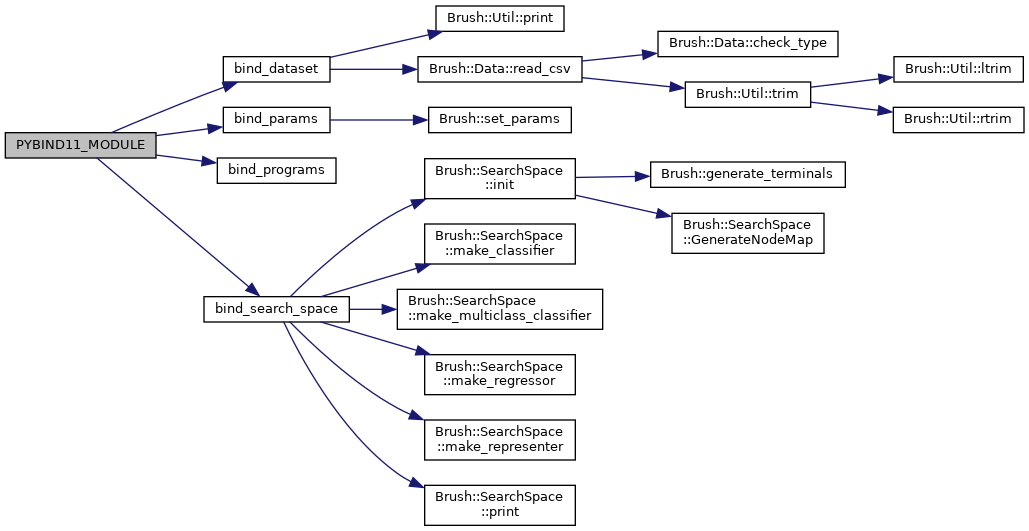 Brush::Util::print
Brush::Data::check_type
bind_dataset
Brush::Data::read_csv
Brush::Util::ltrim
Brush::Util::trim
bind_params
Brush::set_params
Brush::Util::rtrim
PYBIND11_MODULE
bind_programs
Brush::SearchSpace
::init
Brush::generate_terminals
Brush::SearchSpace
::GenerateNodeMap
Brush::SearchSpace
::make_classifier
bind_search_space
Brush::SearchSpace
::make_multiclass_classifier
Brush::SearchSpace
::make_regressor
Brush::SearchSpace
::make_representer
Brush::SearchSpace
::print